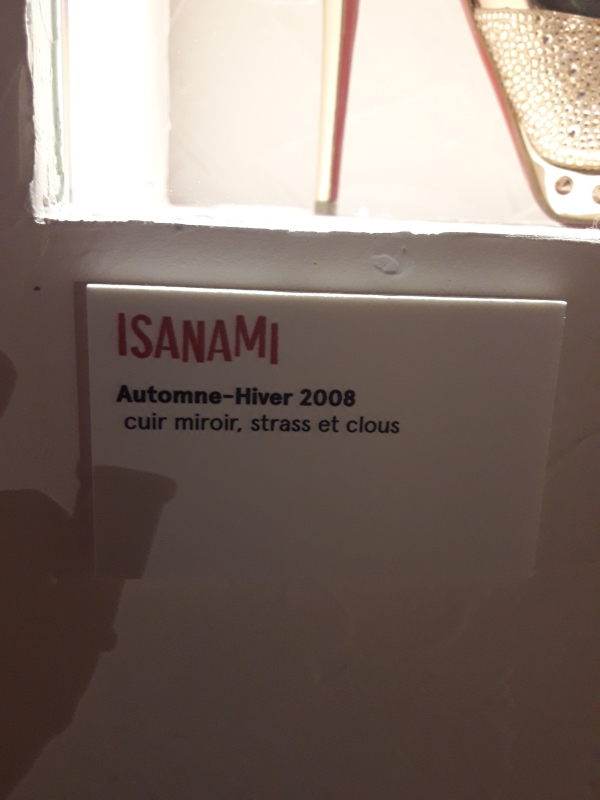 ISANAMI
Automne-Hiver 2008
cuir miroir, strass et clous